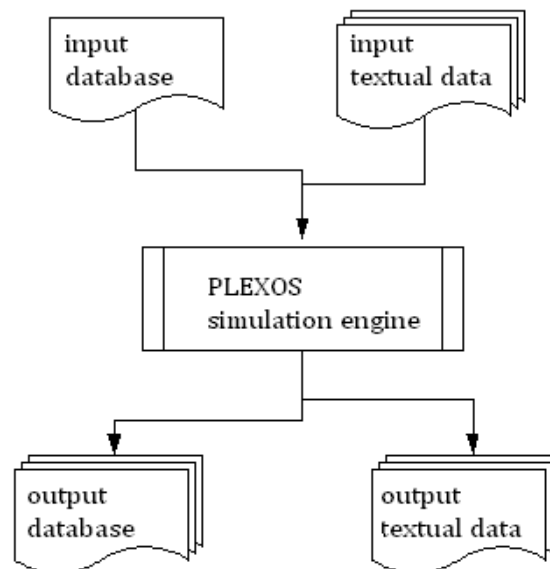 input
database
input
textual data
PLEXOS
simulation engine
output
database
output
textual data